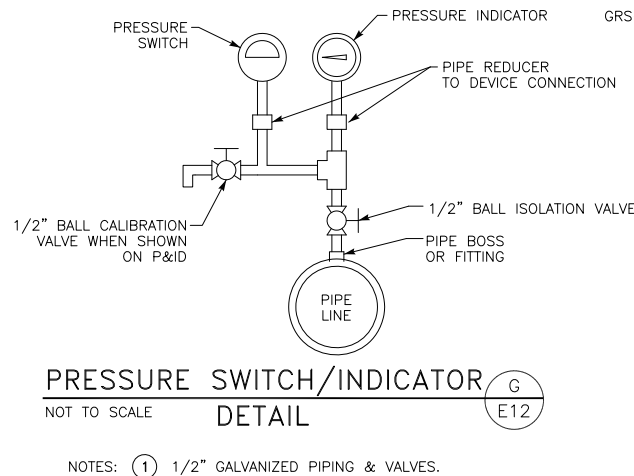 PRESSURE INDICATOR
GRS
PRESSURE
SWITCH
PIPE REDUCER
TO DEVICE CONNECTION
1/2" BALL CALIBRATION
VALVE WHEN SHOWN
ON P&ID
1/2" BALL ISOLATION VALVE
PIPE BOSS
OR FITTING
PIPE
LINE
PRESSURE SWITCH/INDICATOR
DETAIL
NOT TO SCALE
G
E12
NOTES: 1 1/2" GALVANIZED PIPING & VALVES.